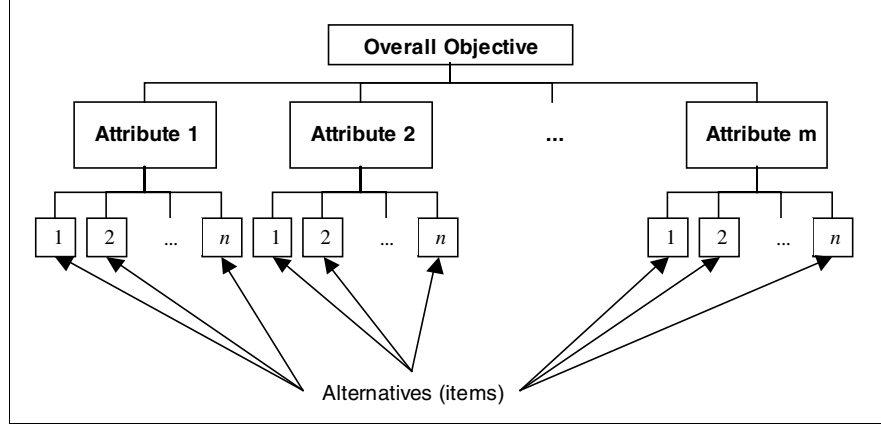 Overall Objective
Attribute 1 Attribute 2 ... Attribute m
1 2 ... n 1 2 ... n 1 2 ... n
Alternatives (items)